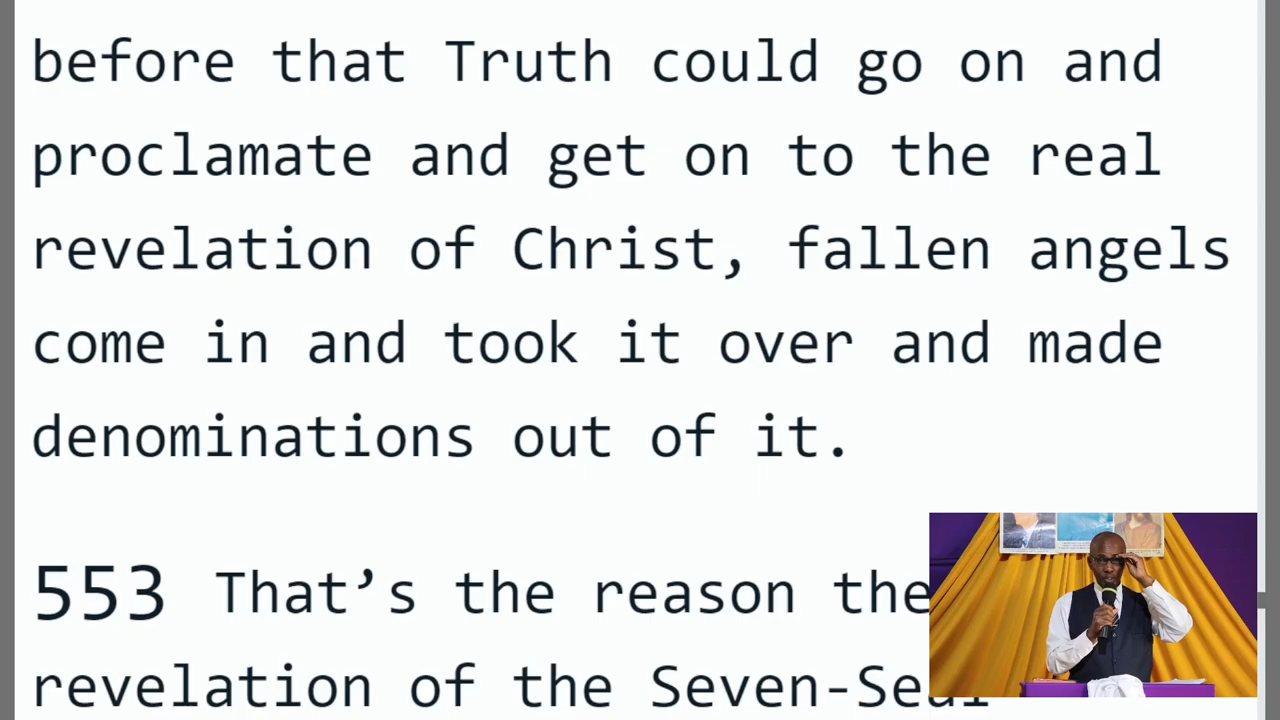 before that Truth could go on and
proclamate and get on to the real
revelation of Christ, fallen angels
come in and took it over and made
denominations out of it.
553 That’s the reason the
revelation of the Seven-Seal